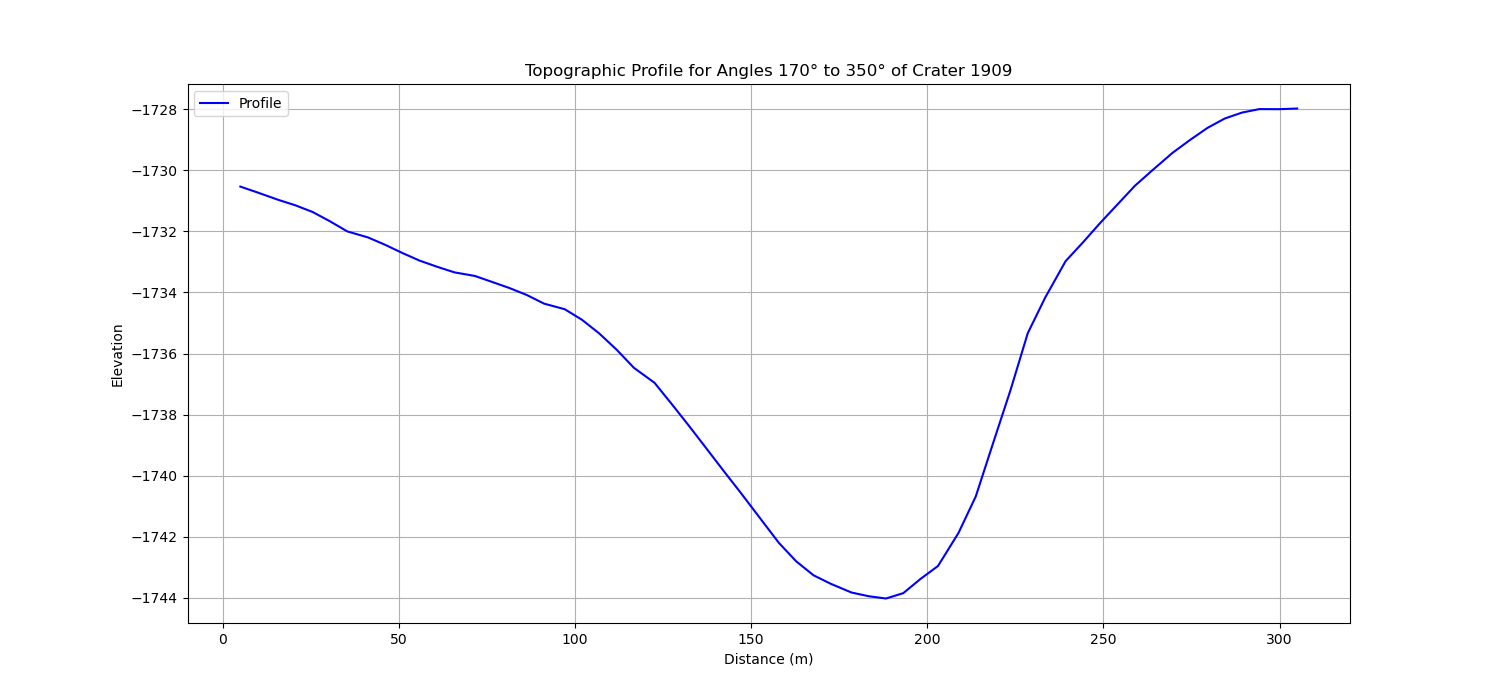 Topographic Profile for Angles 170° to 350° of Crater 1909
Profile
−1728
−1730
−1732
−1734
−1736
−1738
−1740
−1742
−1744
Elevation
0 50 100 150 200 250 300
Distance (m)